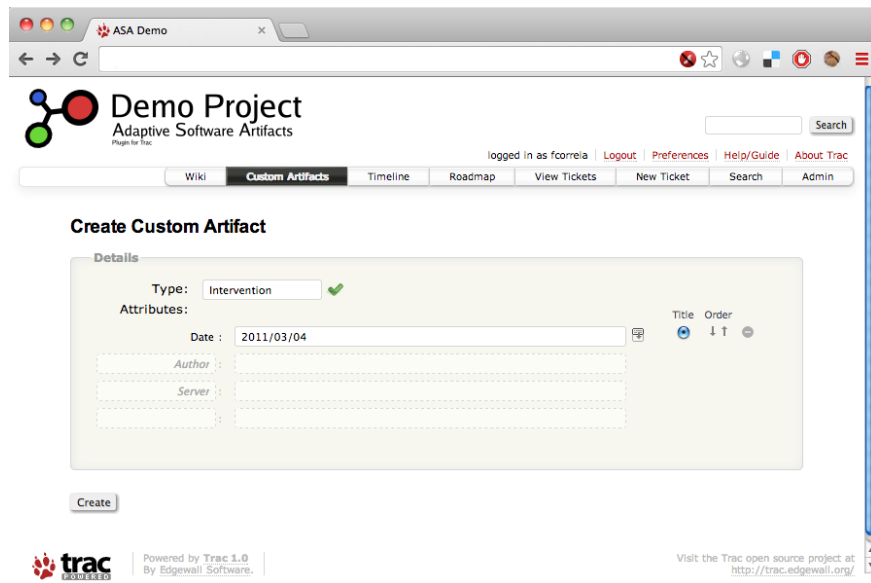 ASA Demo
Demo Project
Adaptive Software Artifacts
Plugin for Trac
Search
logged in as fcorreia Logout Preferences Help/Guide About Trac
Wiki Custom Artifacts Timeline Roadmap View Tickets New Ticket Search Admin
Create Custom Artifact
Details
Type: Intervention
Attributes:
Title Order
Date : 2011/03/04
Author :
Server :
:
Create
trac
POWERED
Powered by Trac 1.0
By Edgewall Software.
Visit the Trac open source project at
http://trac.edgewall.org/